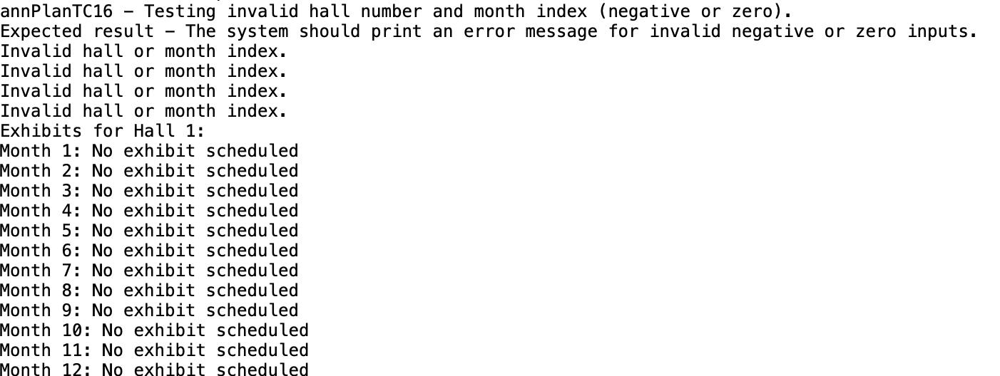 annPlanTC16 – Testing invalid hall number and month index (negative or zero).
Expected result – The system should print an error message for invalid negative or zero inputs.
Invalid hall or month index.
Invalid hall or month index.
Invalid hall or month index.
Invalid hall or month index.
Exhibits for Hall 1:
Month 1: No exhibit scheduled
Month 2: No exhibit scheduled
Month 3: No exhibit scheduled
Month 4: No exhibit scheduled
Month 5: No exhibit scheduled
Month 6: No exhibit scheduled
Month 7: No exhibit scheduled
Month 8: No exhibit scheduled
Month 9: No exhibit scheduled
Month 10: No exhibit scheduled
Month 11: No exhibit scheduled
Month 12: No exhibit scheduled